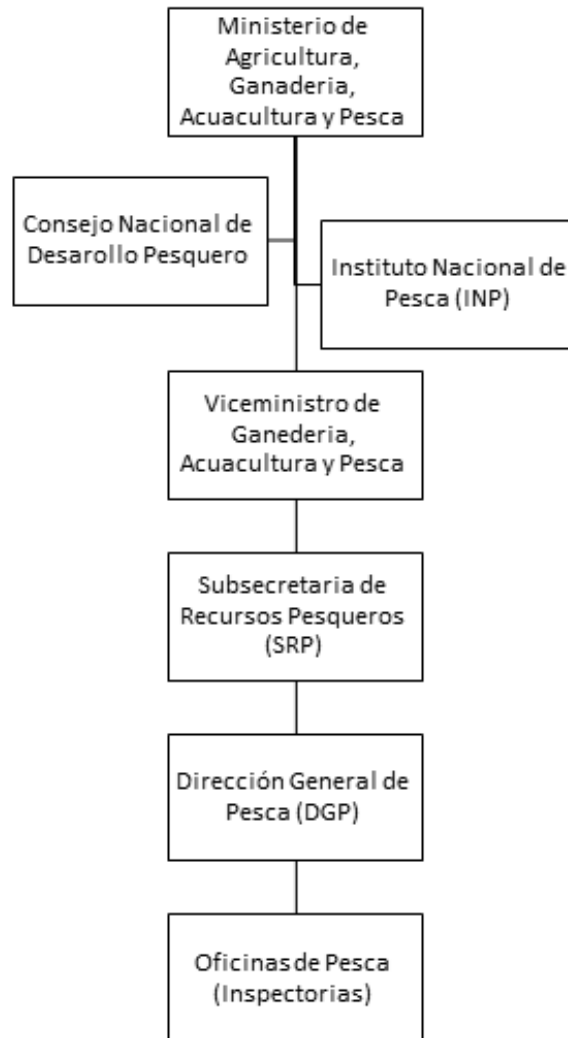 Ministerio de
Agricultura,
Ganaderia,
Acuacultura y Pesca
Consejo Nacional de
Desarollo Pesquero
Instituto Nacional de
Pesca (INP)
Viceministro de
Ganederia,
Acuacultura y Pesca
Subsecretaria de
Recursos Pesqueros
(SRP)
Dirección General de
Pesca (DGP)
Oficinas de Pesca
(Inspectorias)